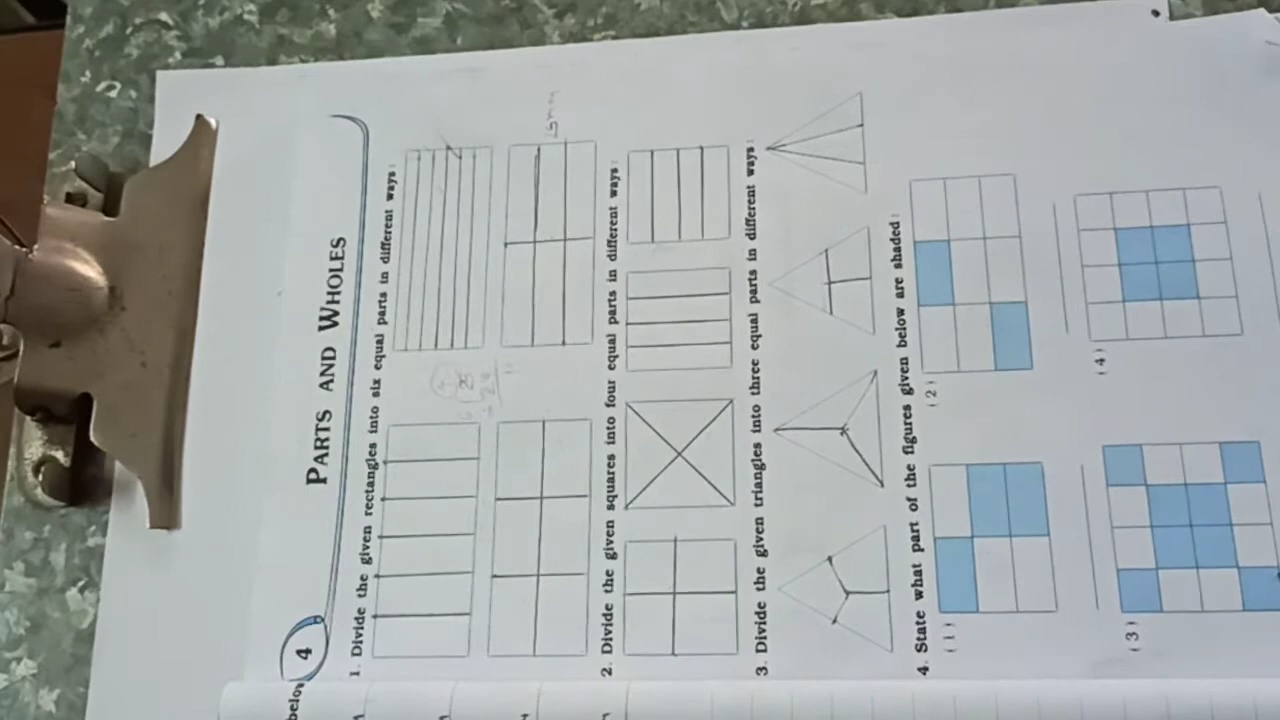 below
4
PARTS AND WHOLES
1. Divide the given rectangles into six equal parts in different ways :
2. Divide the given squares into four equal parts in different ways :
3. Divide the given triangles into three equal parts in different ways :
4. State what part of the figures given below are shaded :
( 1 )
( 2 )
( 3 )
( 4 )